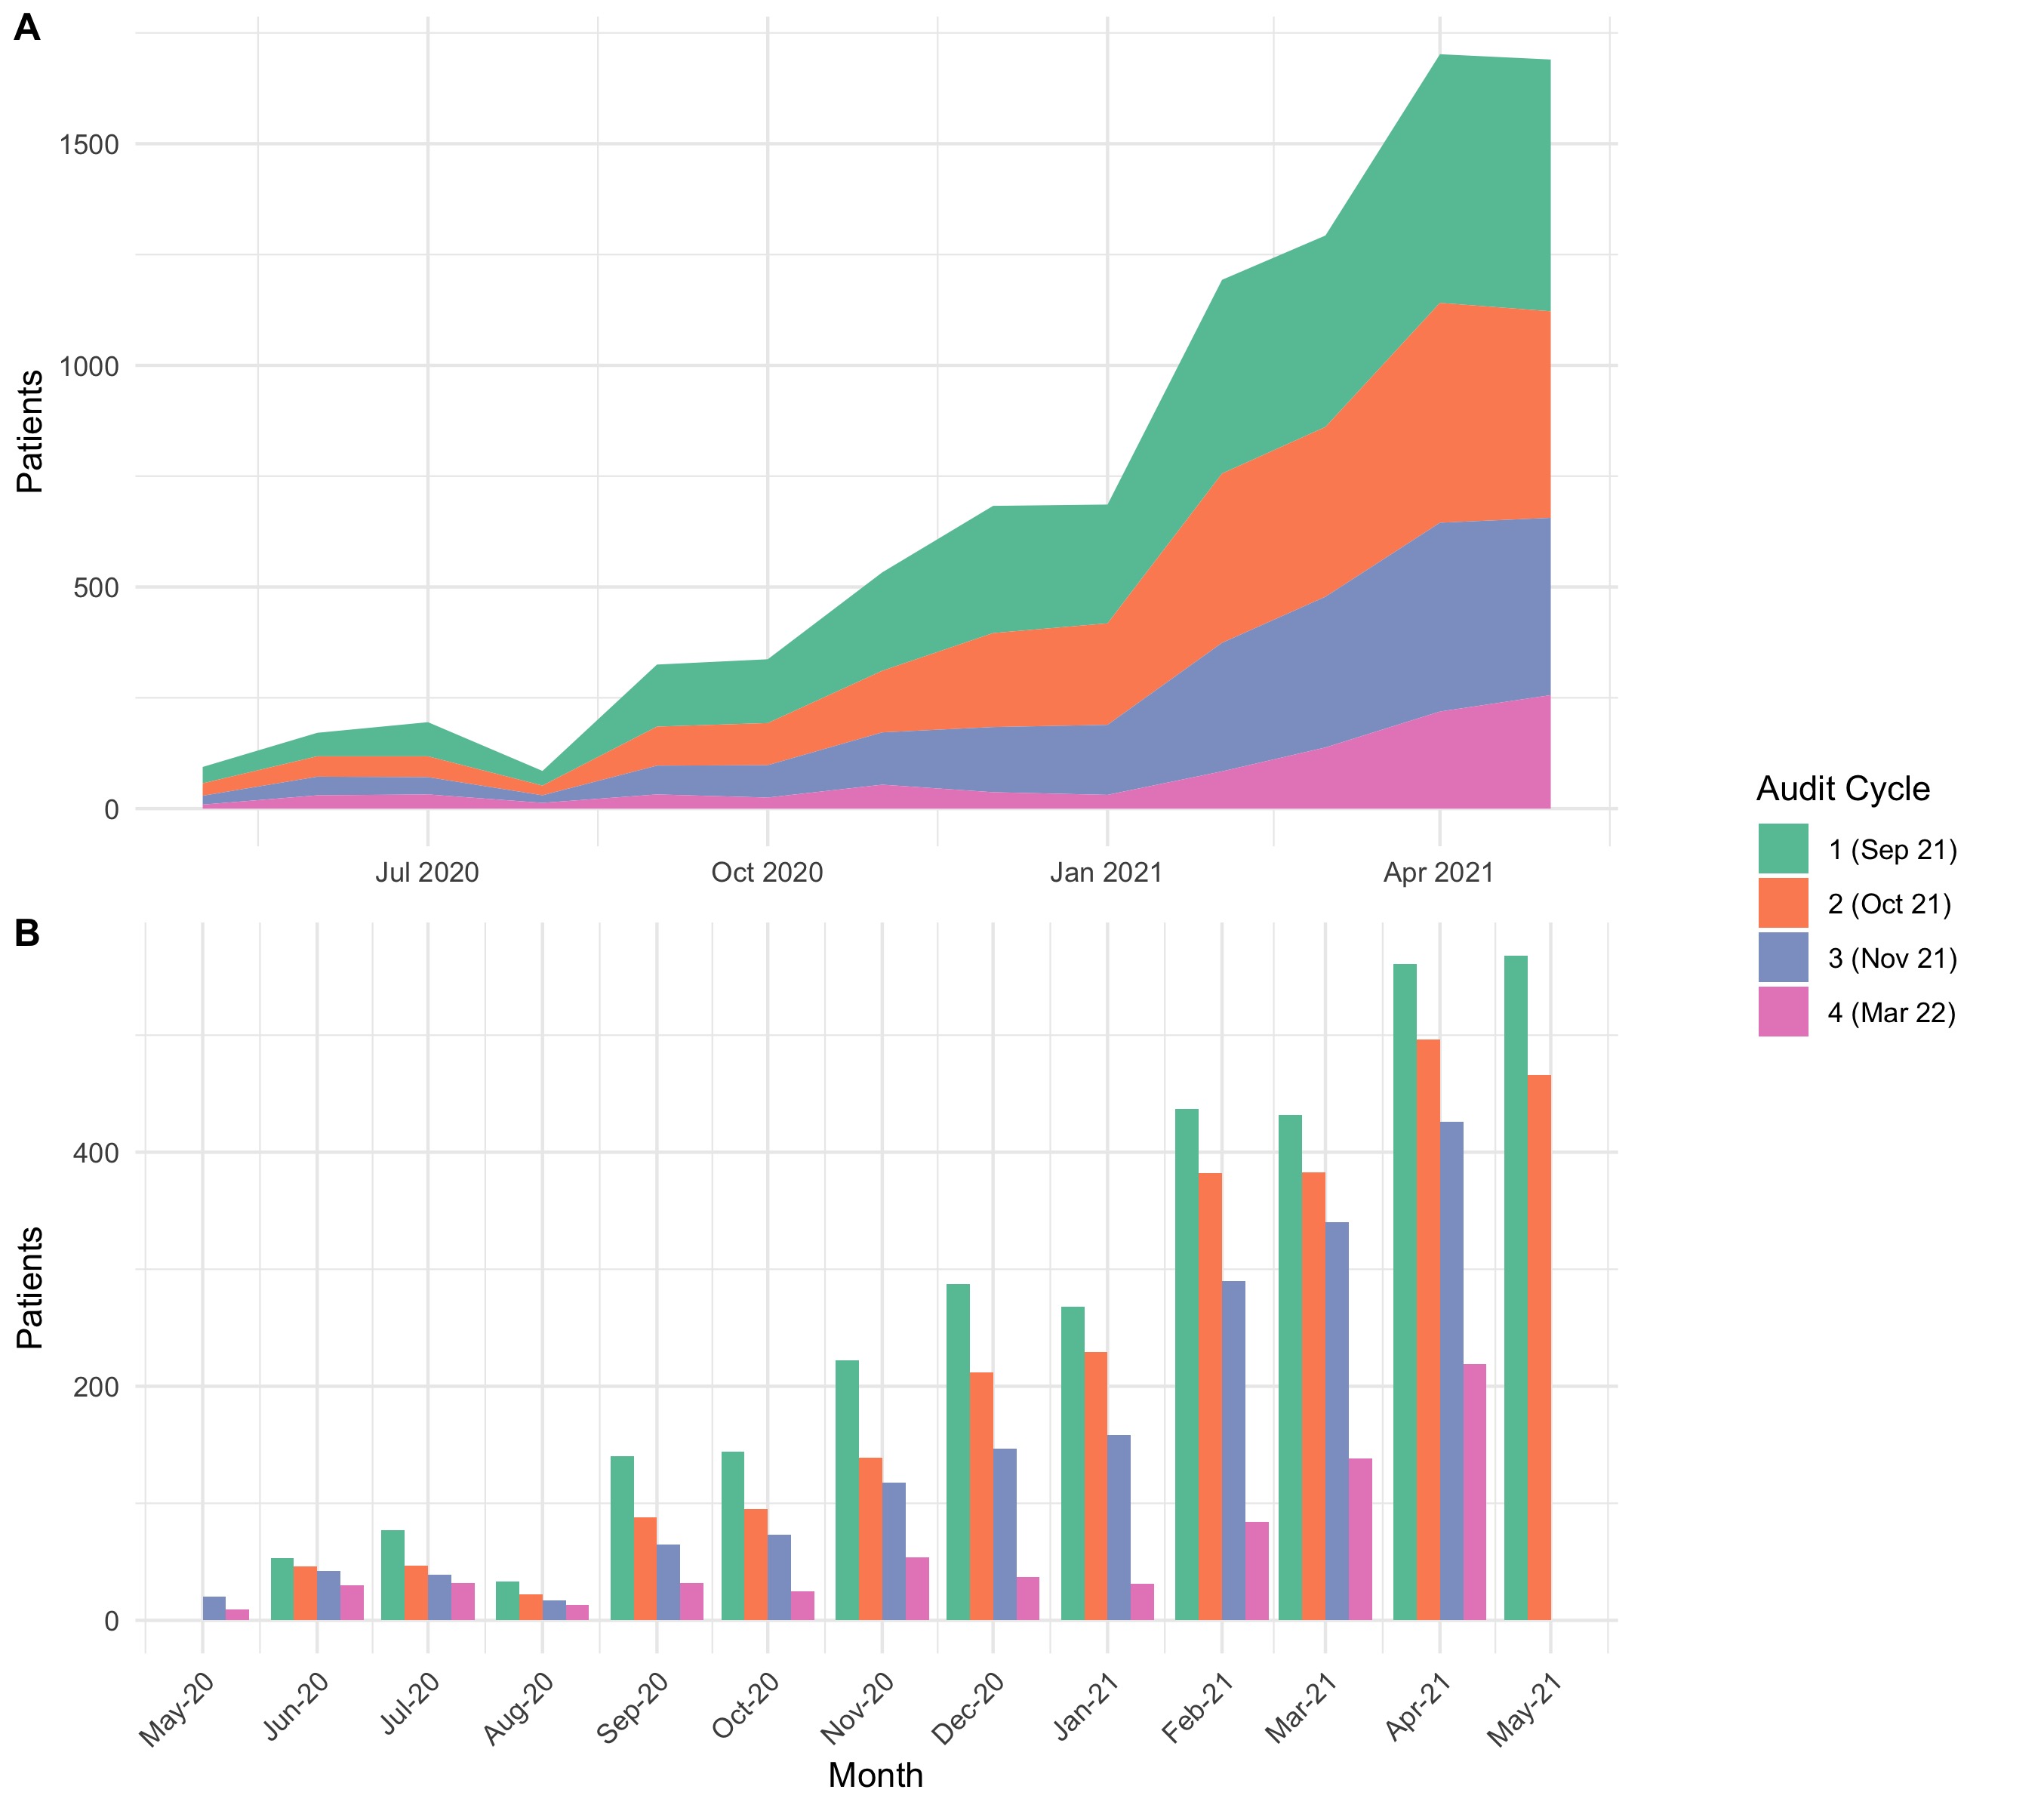 A
Patients
1500
1000
500
0
Jul 2020 Oct 2020 Jan 2021 Apr 2021
B
Patients
400
200
0
May-20 Jun-20 Jul-20 Aug-20 Sep-20 Oct-20 Nov-20 Dec-20 Jan-21 Feb-21 Mar-21 Apr-21 May-21
Month
Audit Cycle
1 (Sep 21)
2 (Oct 21)
3 (Nov 21)
4 (Mar 22)